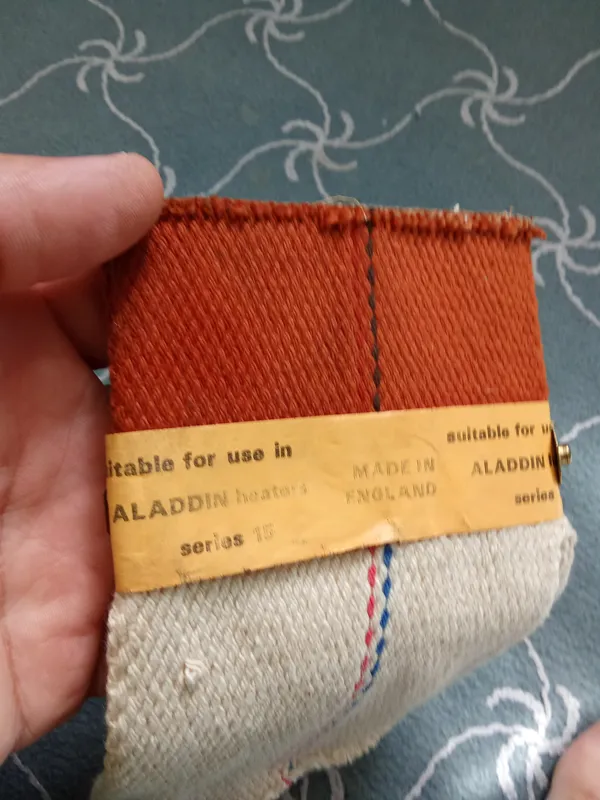 itable for use in
ALADDIN heaters
series 15
MADE IN
ENGLAND
suitable for u
ALADDIN
series